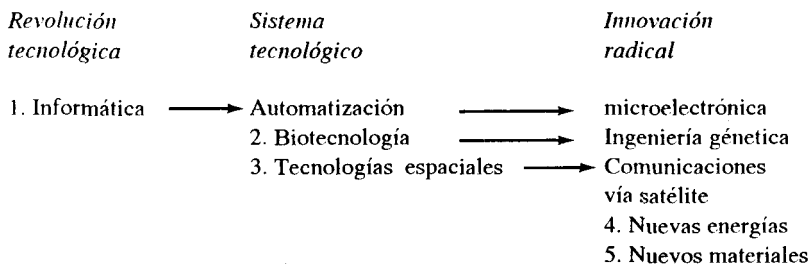 Revolución Sistema Innovación
tecnológica tecnológico radical
1. Informática Automatización microelectrónica
2. Biotecnología Ingeniería génetica
3. Tecnologías espaciales Comunicaciones
vía satélite
4. Nuevas energías
5. Nuevos materiales